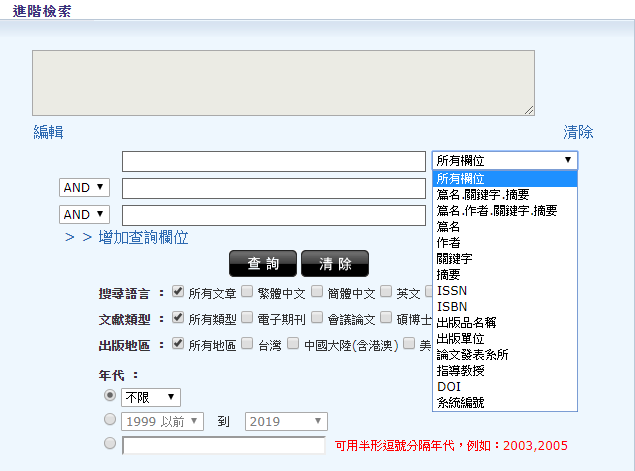 進階檢索
編輯
清除
所有欄位
AND
AND
所有欄位
篇名.關鍵字.摘要
篇名.作者.關鍵字.摘要
篇名
作者
關鍵字
摘要
ISSN
ISBN
出版品名稱
出版單位
論文發表系所
指導教授
DOI
系統編號
> > 增加查詢欄位
查 詢
清 除
搜尋語言 : 所有文章 繁體中文 簡體中文 英文
文獻類型 : 所有類型 電子期刊 會議論文 碩博士
出版地區 : 所有地區 台灣 中國大陸(含港澳) 美
年代 :
不限
1999 以前 到 2019
可用半形逗號分隔年代，例如：2003,2005